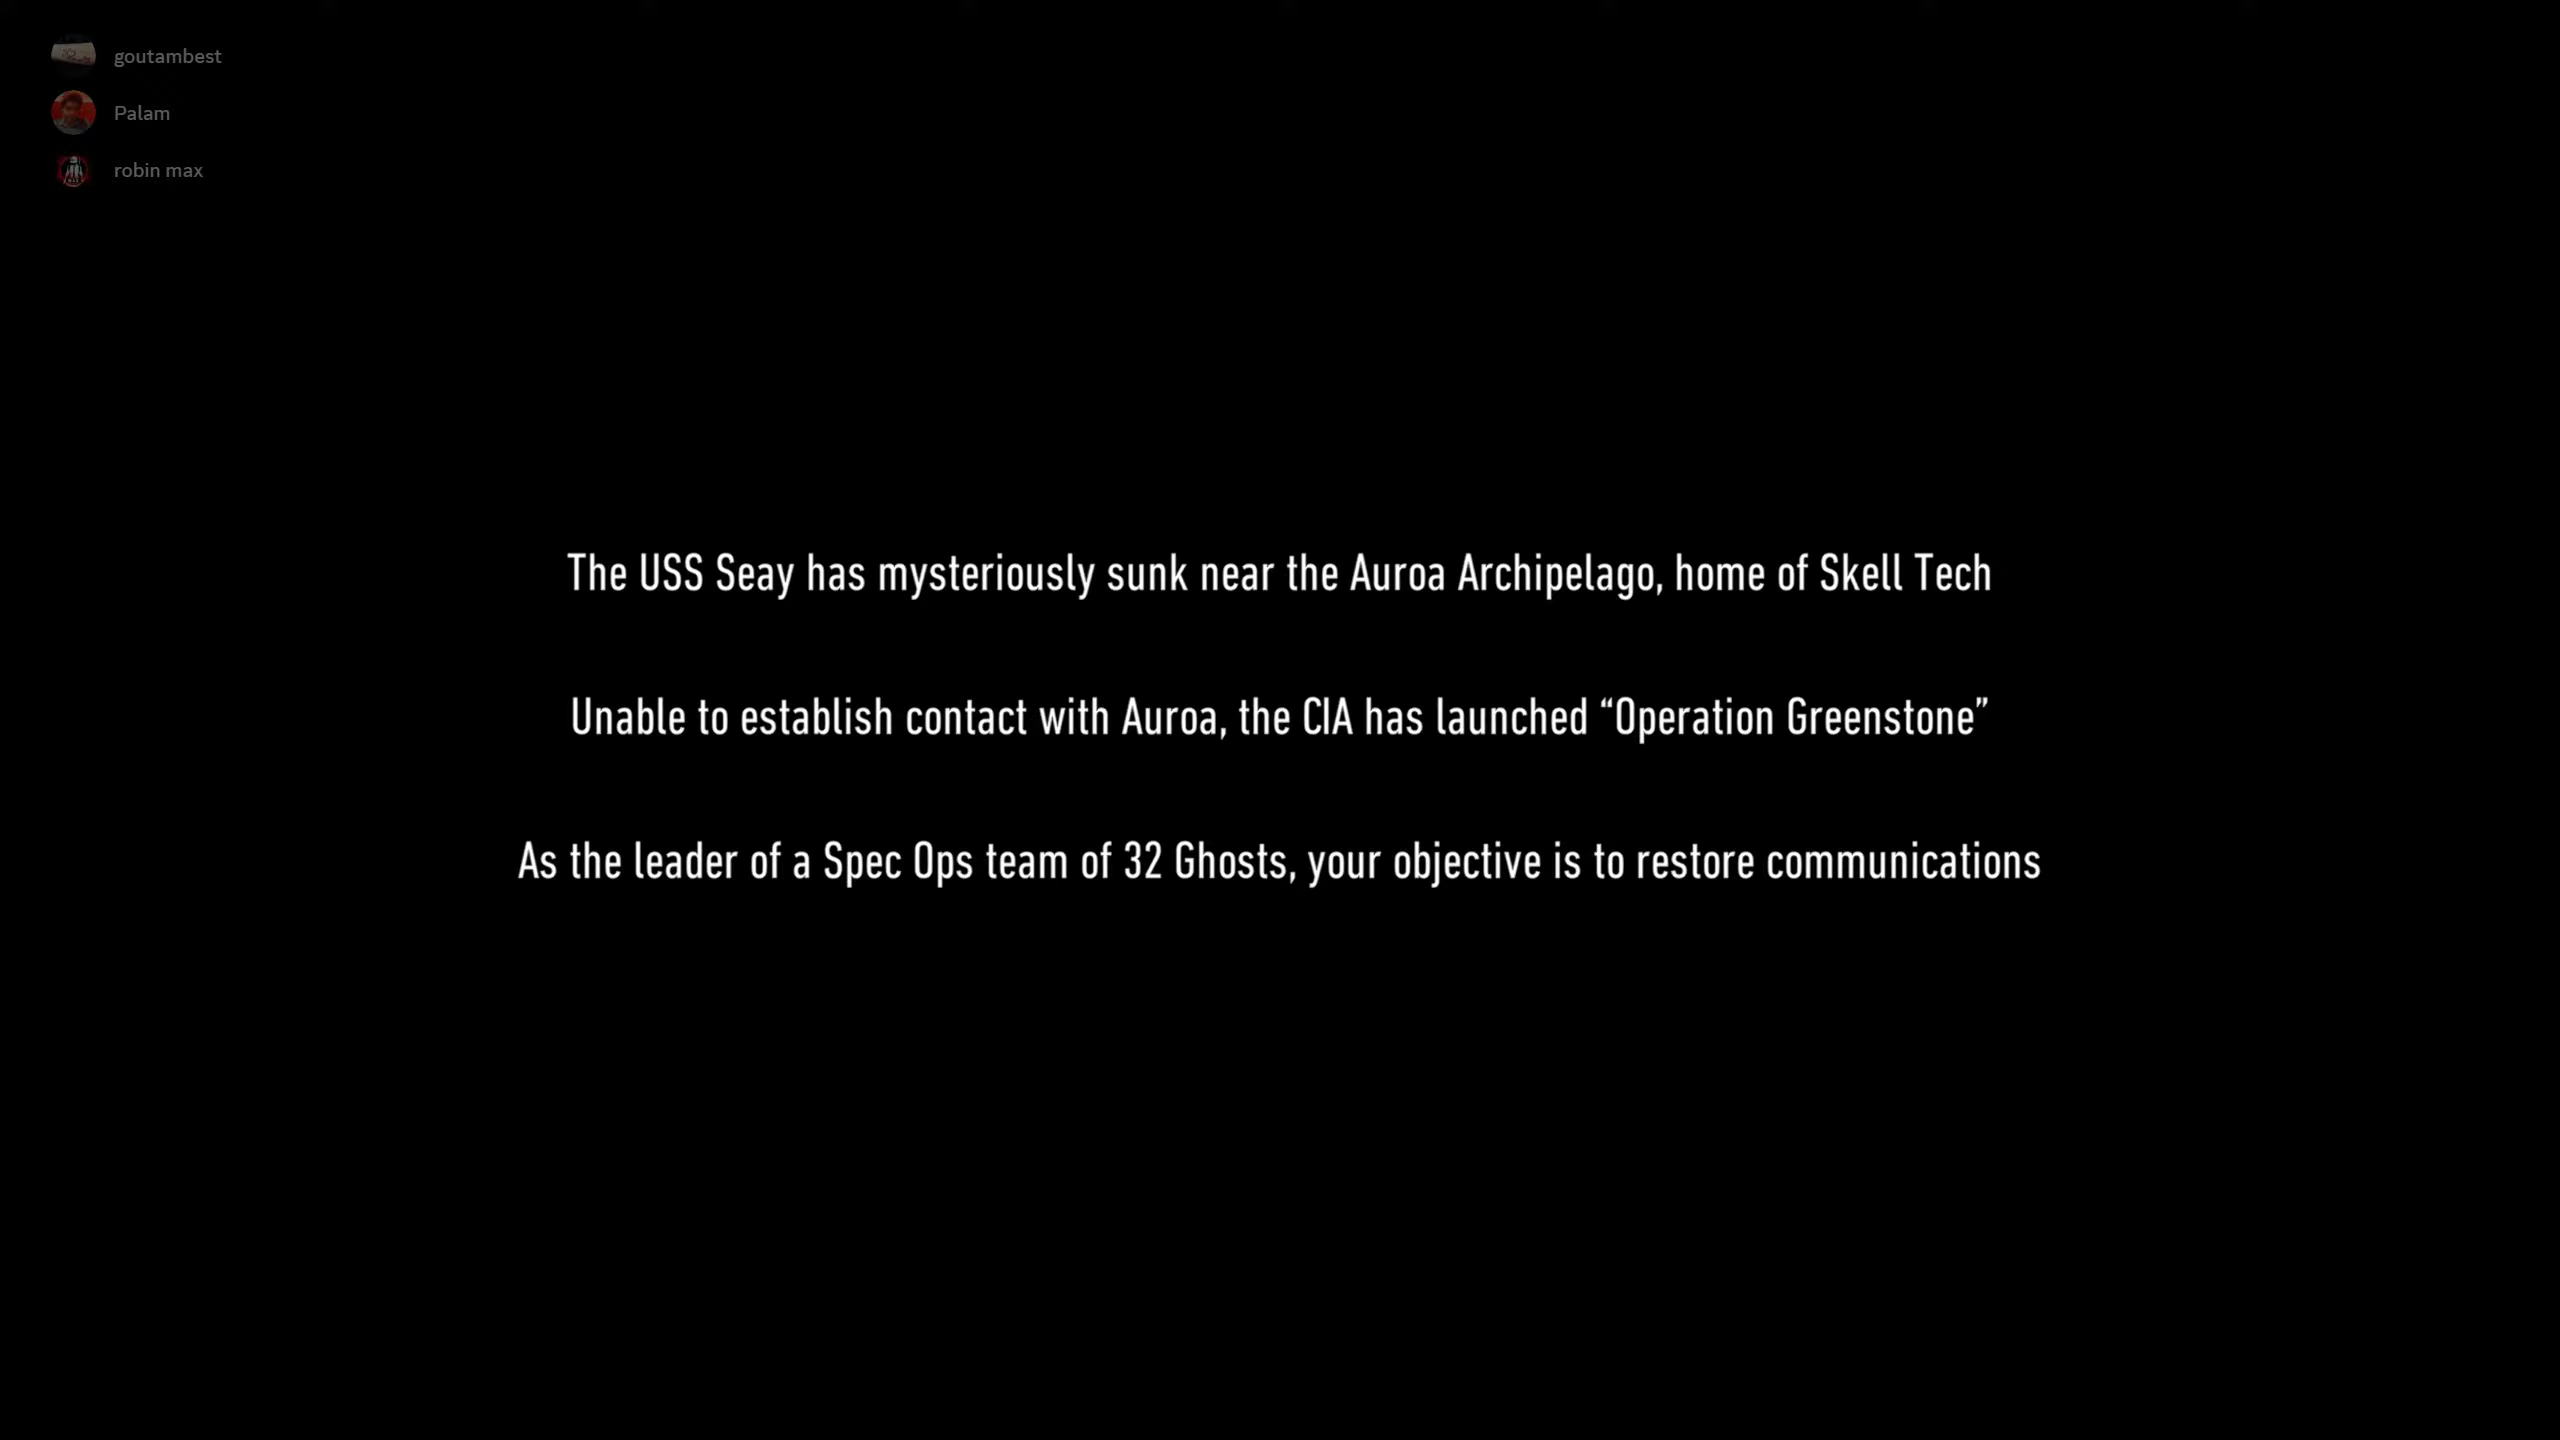 goutambest
Palam
robin max
The USS Seay has mysteriously sunk near the Auroa Archipelago, home of Skell Tech
Unable to establish contact with Auroa, the CIA has launched “Operation Greenstone”
As the leader of a Spec Ops team of 32 Ghosts, your objective is to restore communications